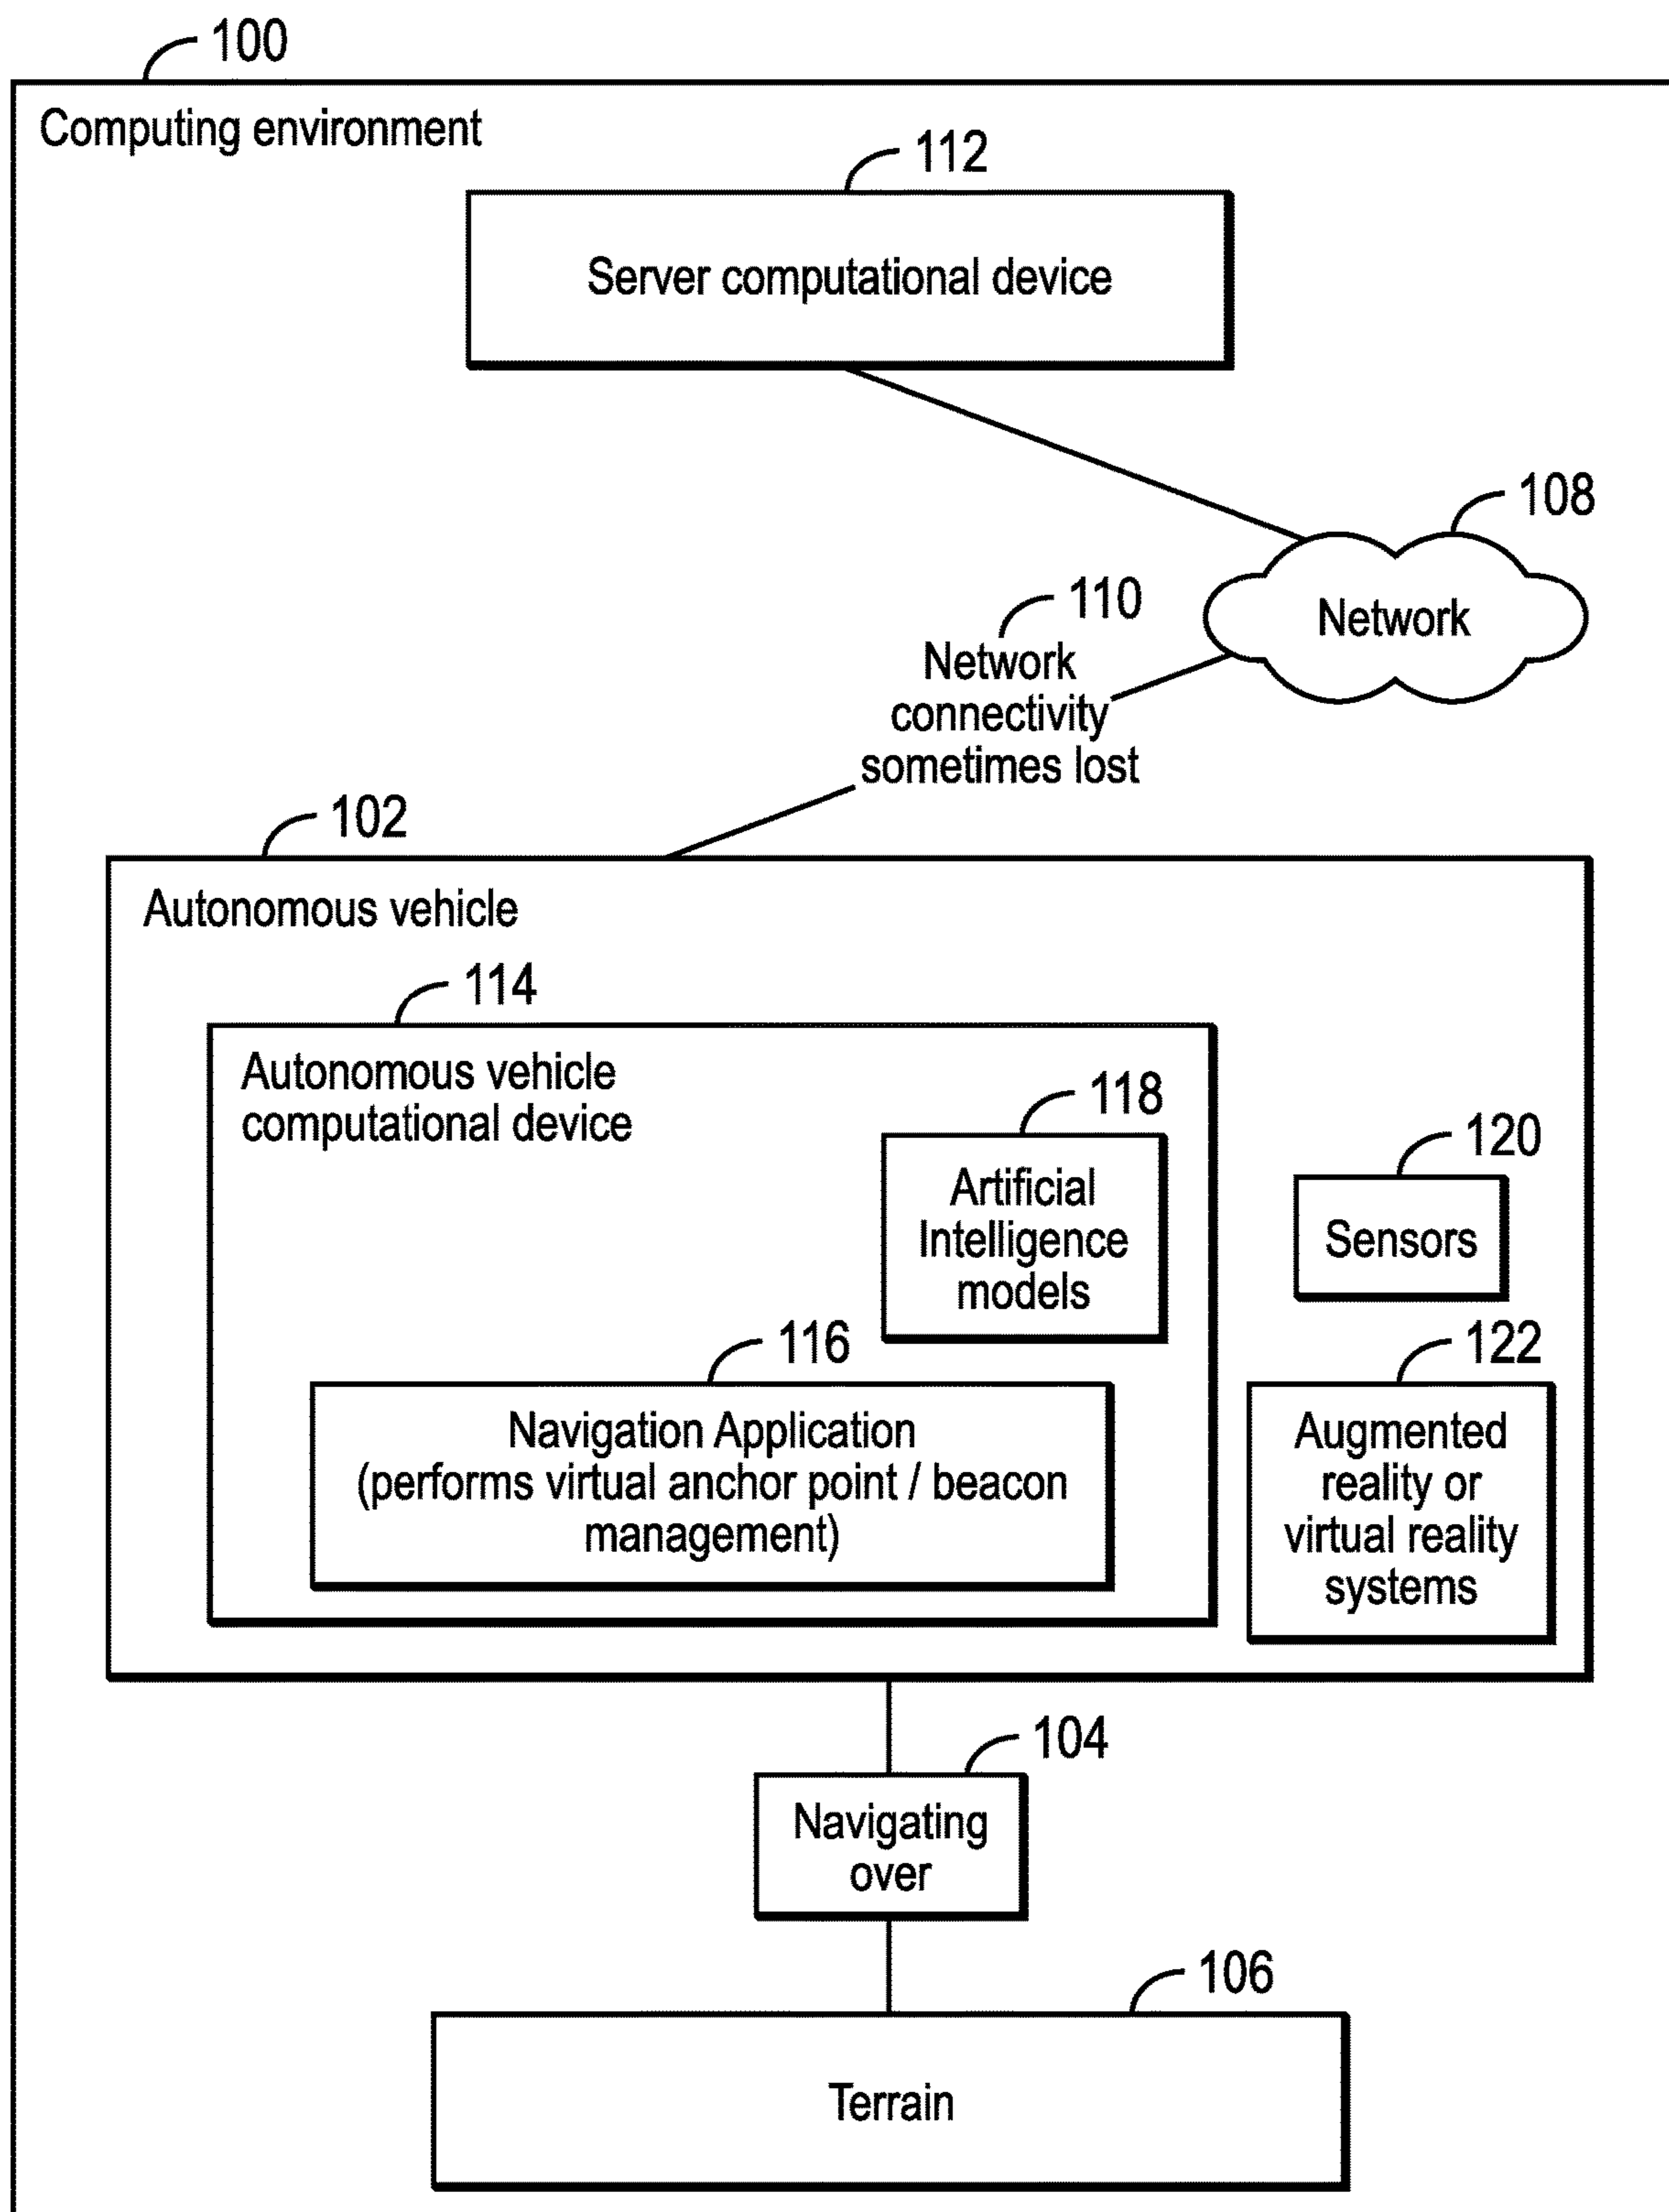 100
Computing environment
112
Server computational device
108
Network
110
Network
connectivity
sometimes lost
102
Autonomous vehicle
114
Autonomous vehicle
computational device
118
Artificial
Intelligence
models
120
Sensors
116
Navigation Application
(performs virtual anchor point / beacon
management)
122
Augmented
reality or
virtual reality
systems
104
Navigating
over
106
Terrain